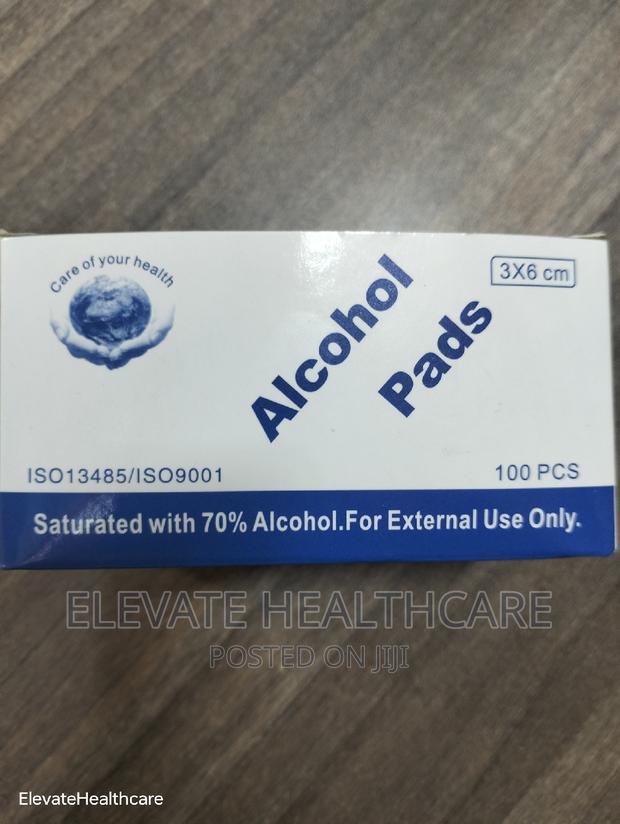 Care of your health
3X6 cm
Alcohol
Pads
ISO13485/ISO9001
100 PCS
Saturated with 70% Alcohol.For External Use Only.
ELEVATE HEALTHCARE
POSTED ON JIJI
ElevateHealthcare